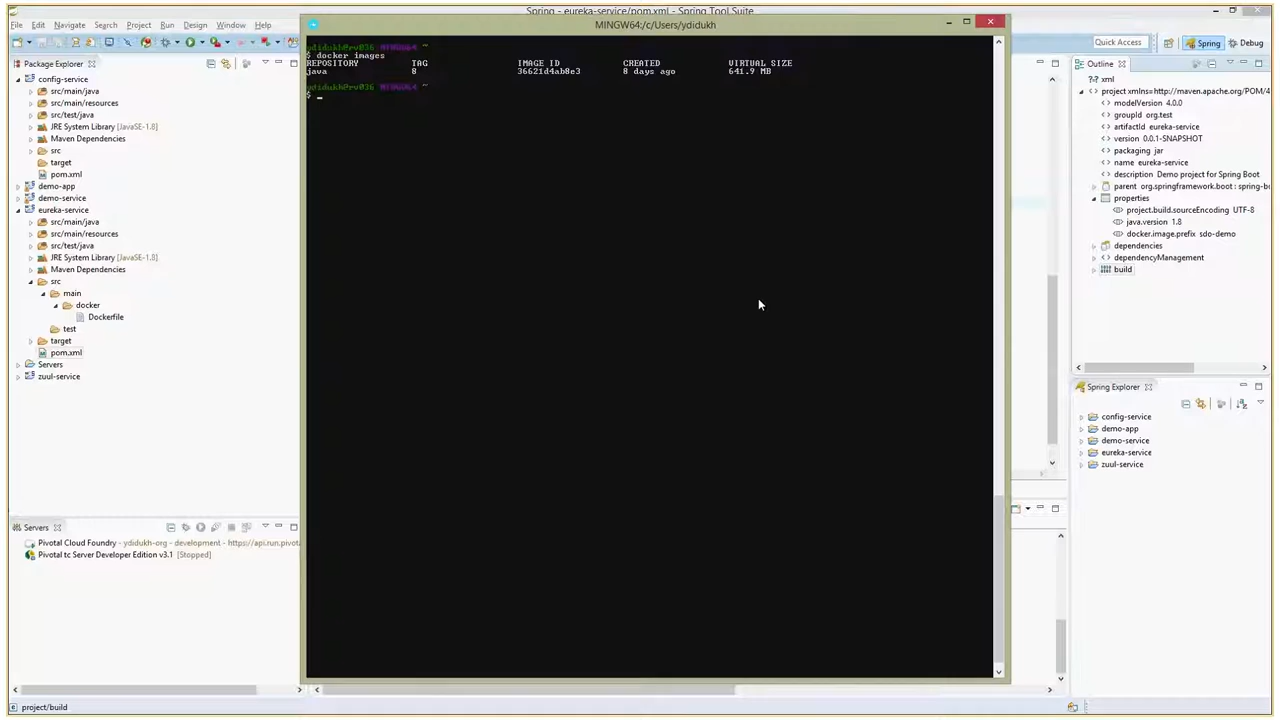 Spring - eureka-service/pom.xml - Spring Tool Suite
MINGW64:/c/Users/ydidukh
File Edit Navigate Search Project Run Design Window Help
Quick Access
Spring
Debug
Package Explorer
config-service
src/main/java
src/main/resources
src/test/java
JRE System Library [JavaSE-1.8]
Maven Dependencies
src
target
pom.xml
demo-app
demo-service
eureka-service
src/main/java
src/main/resources
src/test/java
JRE System Library [JavaSE-1.8]
Maven Dependencies
src
main
docker
Dockerfile
test
target
pom.xml
Servers
zuul-service
ydidukh@rv036 MINGW64 ~
$ docker images
REPOSITORY TAG IMAGE ID CREATED VIRTUAL SIZE
java 8 36621d4ab8e3 8 days ago 641.9 MB
ydidukh@rv036 MINGW64 ~
$ _
Outline
xml
project xmlns=http://maven.apache.org/POM/4
modelVersion 4.0.0
groupId org.test
artifactId eureka-service
version 0.0.1-SNAPSHOT
packaging jar
name eureka-service
description Demo project for Spring Boot
parent org.springframework.boot : spring-b
properties
project.build.sourceEncoding UTF-8
java.version 1.8
docker.image.prefix sdo-demo
dependencies
dependencyManagement
build
Spring Explorer
config-service
demo-app
demo-service
eureka-service
zuul-service
Servers
Pivotal Cloud Foundry - ydidukh-org - development - https://api.run.pivota
Pivotal tc Server Developer Edition v3.1 [Stopped]
project/build